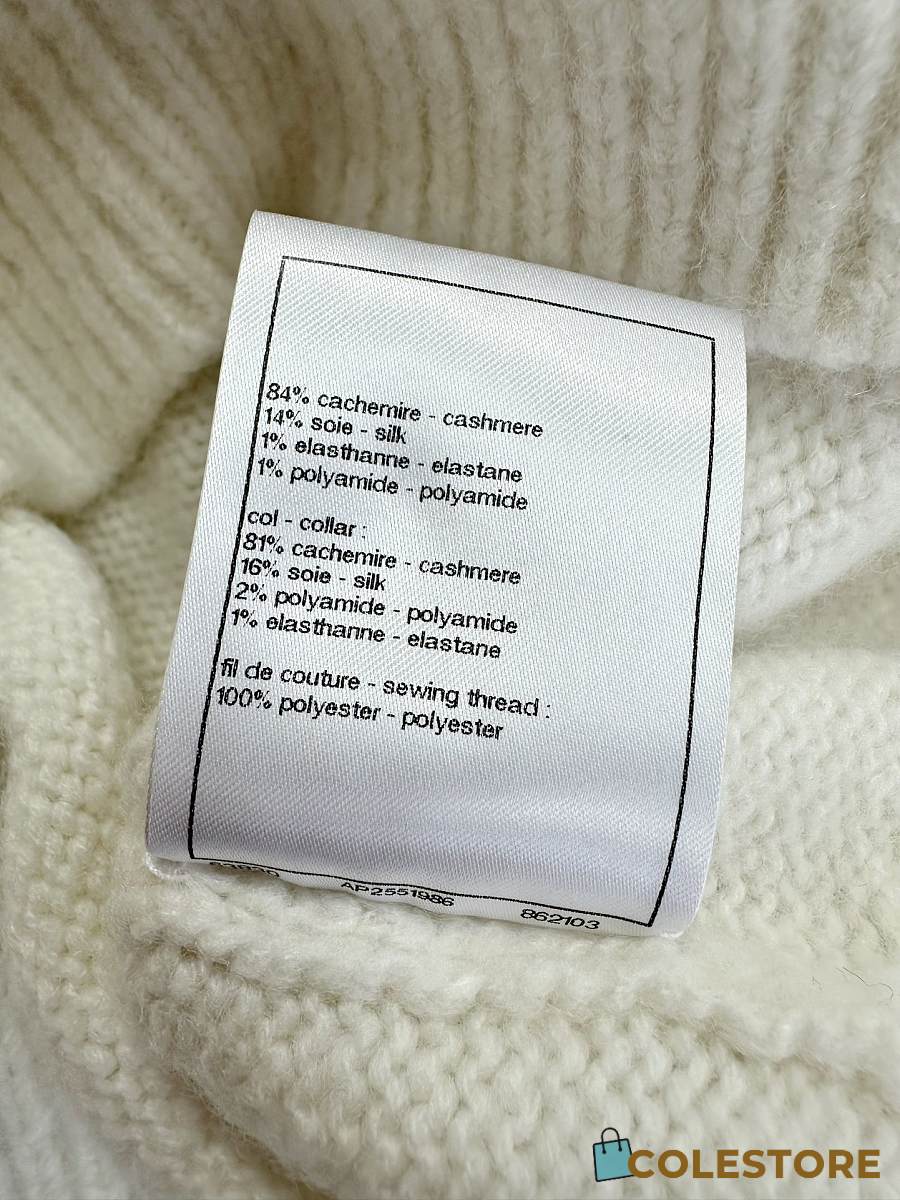 84% cachemire - cashmere
14% soie - silk
1% elasthanne - elastane
1% polyamide - polyamide
col - collar :
81% cachemire - cashmere
16% soie - silk
2% polyamide - polyamide
1% elasthanne - elastane
fil de couture - sewing thread :
100% polyester - polyester
AP2551986 862103
COLESTORE